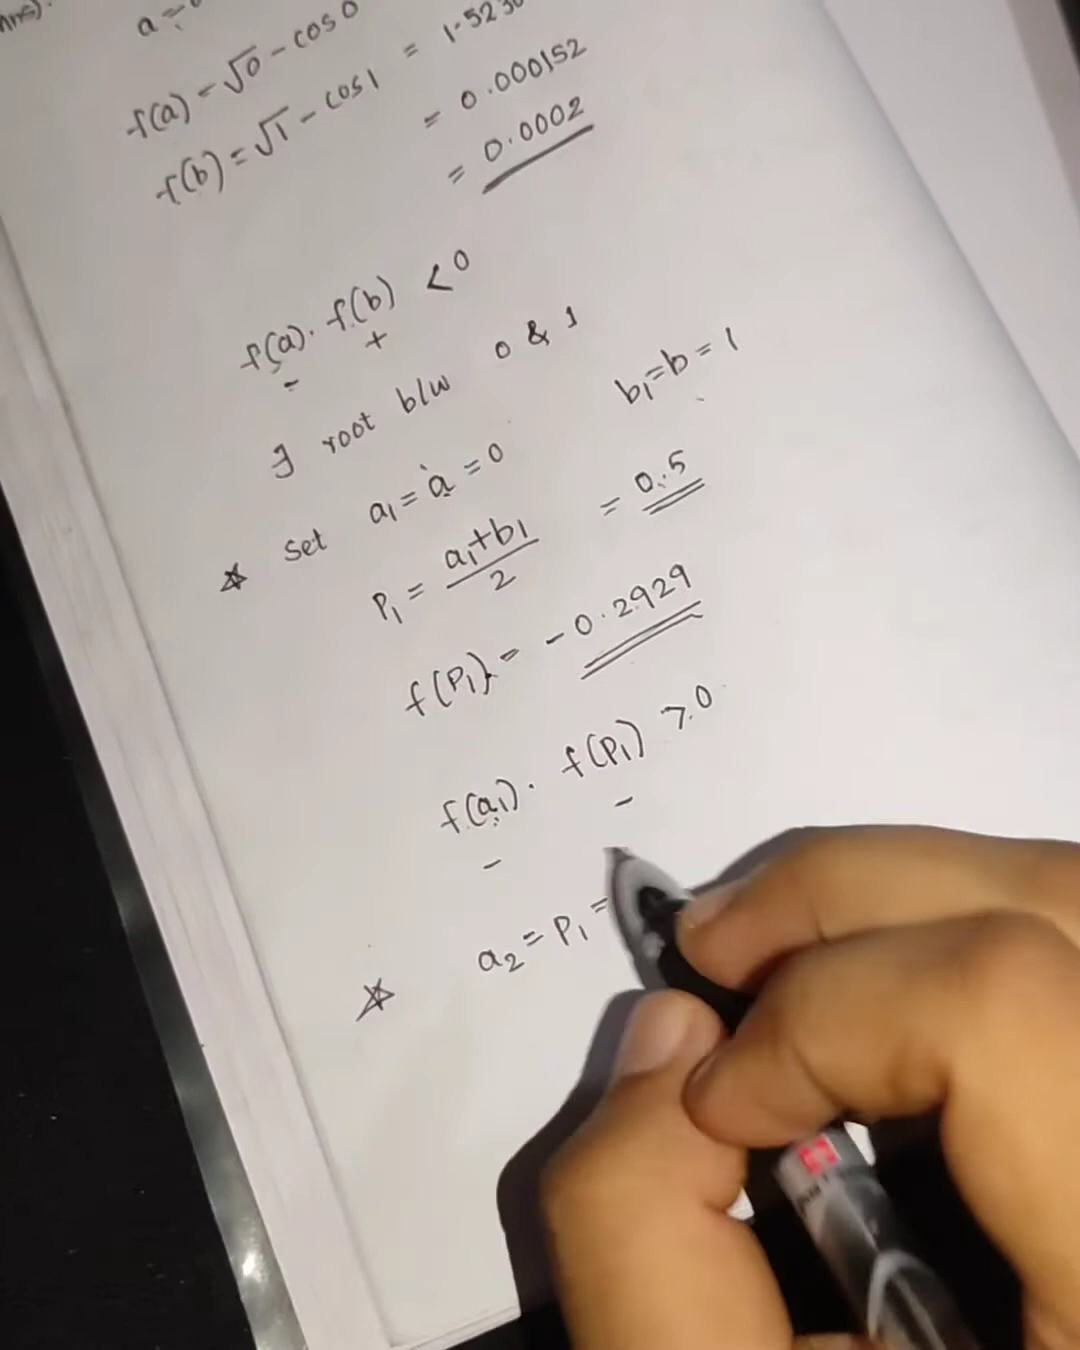 a =
f(a) = √0 - cos 0
f(b) = √1 - cos 1 = 1.5230
= 0.000152
= 0.0002
f(a). f(b) < 0
- +
∃ root b/w 0 & 1
* Set a₁ = a = 0 b₁ = b = 1
P₁ = (a₁+b₁)/2 = 0.5
f(P₁) = -0.2929
f(a₁). f(P₁) > 0
- -
* a₂ = P₁ =